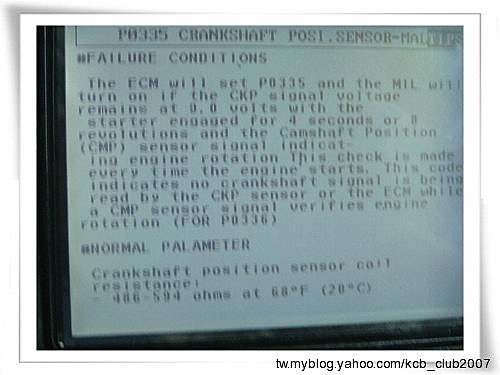 P0335 CRANKSHAFT POSI.SENSOR-MAL
■FAILURE CONDITIONS
The ECM will set P0335 and the MIL will
turn on if the CKP signal voltage
remains at 0.0 volts with the
starter engaged for 4 seconds or 8
revolutions and the Camshaft Position
(CMP) sensor signal indicat-
ing engine rotation This check is made
every time the engine starts. This code
indicates no crankshaft signal is being
read by the CKP sensor or the ECM while
a CMP sensor signal verifies engine
rotation (FOR P0336)
■NORMAL PALAMETER
Crankshaft position sensor coil
resistance:
- 486-594 ohms at 68°F (20°C)
tw.myblog.yahoo.com/kcb_club2007